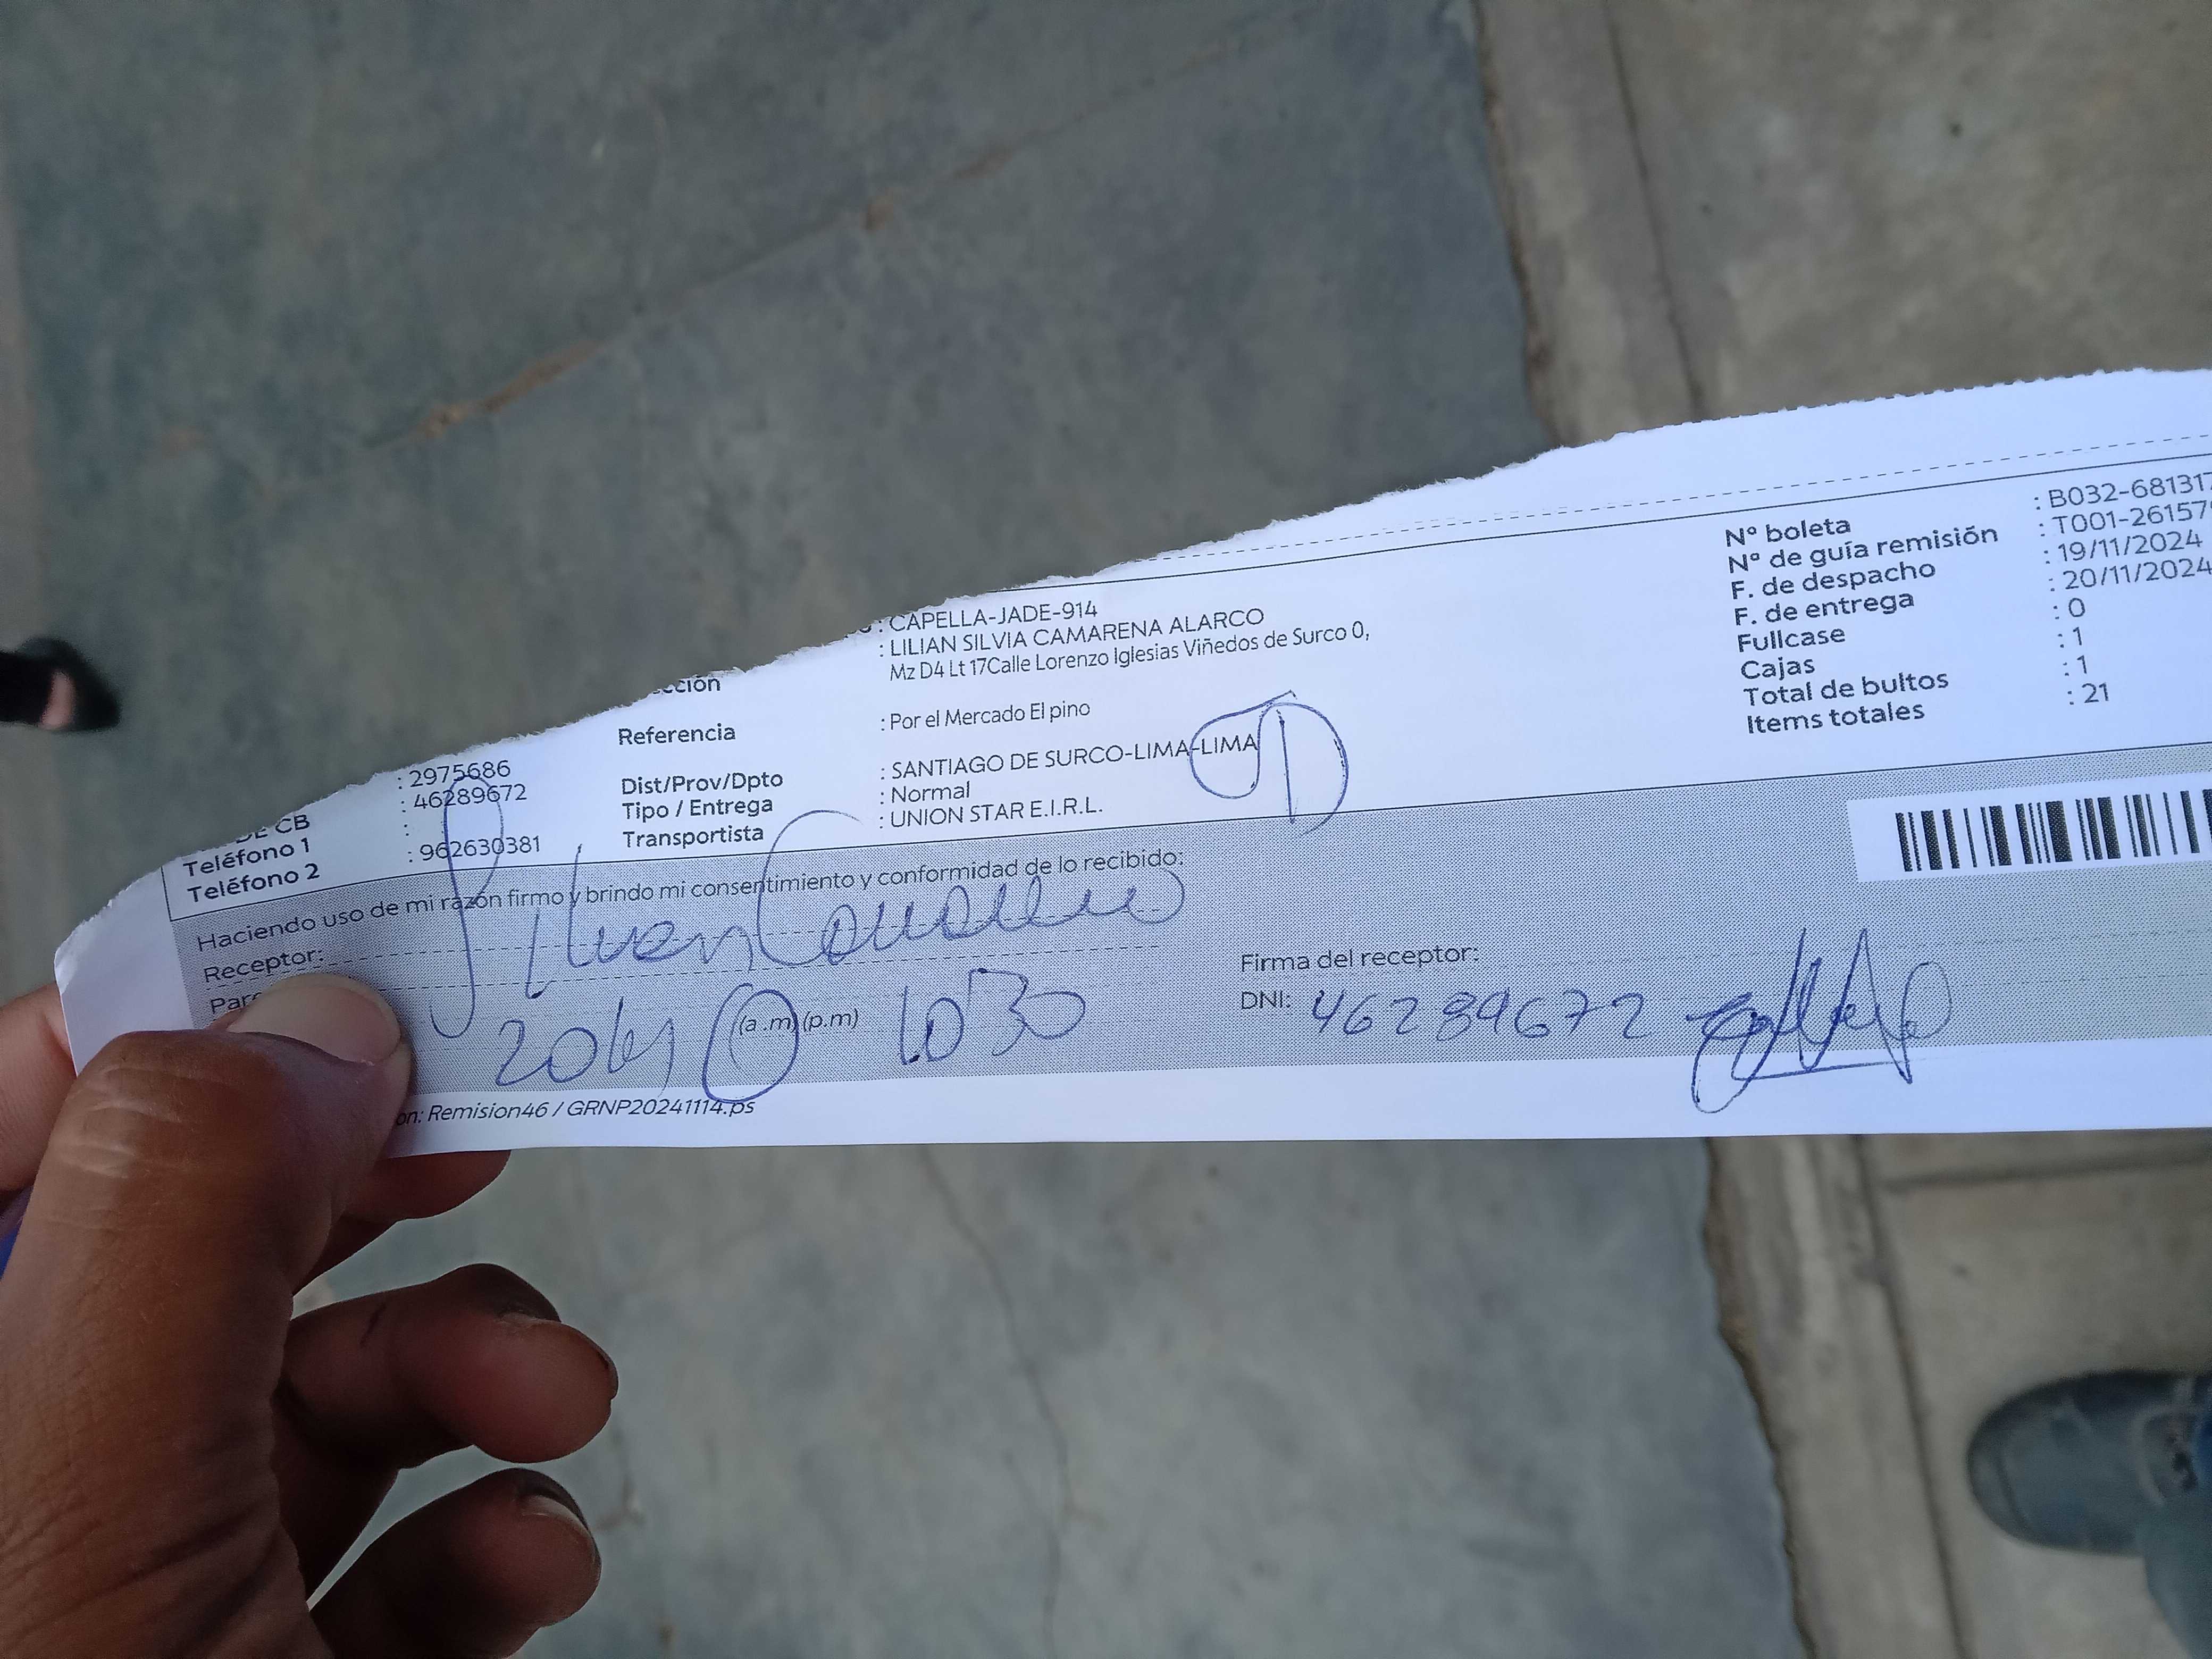 : CAPELLA-JADE-914
: LILIAN SILVIA CAMARENA ALARCO
cción
Mz D4 Lt 17Calle Lorenzo Iglesias Viñedos de Surco 0,
Referencia : Por el Mercado El pino
Dist/Prov/Dpto : SANTIAGO DE SURCO-LIMA-LIMA
Tipo / Entrega : Normal
Transportista : UNION STAR E.I.R.L.
: 2975686
: 46289672
DE CB :
Teléfono 1 : 962630381
Teléfono 2
Nº boleta : B032-681317
Nº de guía remisión : T001-26157
F. de despacho : 19/11/2024
F. de entrega : 20/11/2024
Fullcase : 0
Cajas : 1
Total de bultos : 1
Items totales : 21
Haciendo uso de mi razón firmo y brindo mi consentimiento y conformidad de lo recibido:
Receptor:
(a .m) (p.m) 1030
Firma del receptor:
DNI: 46289672
on: Remision46 / GRNP20241114.ps